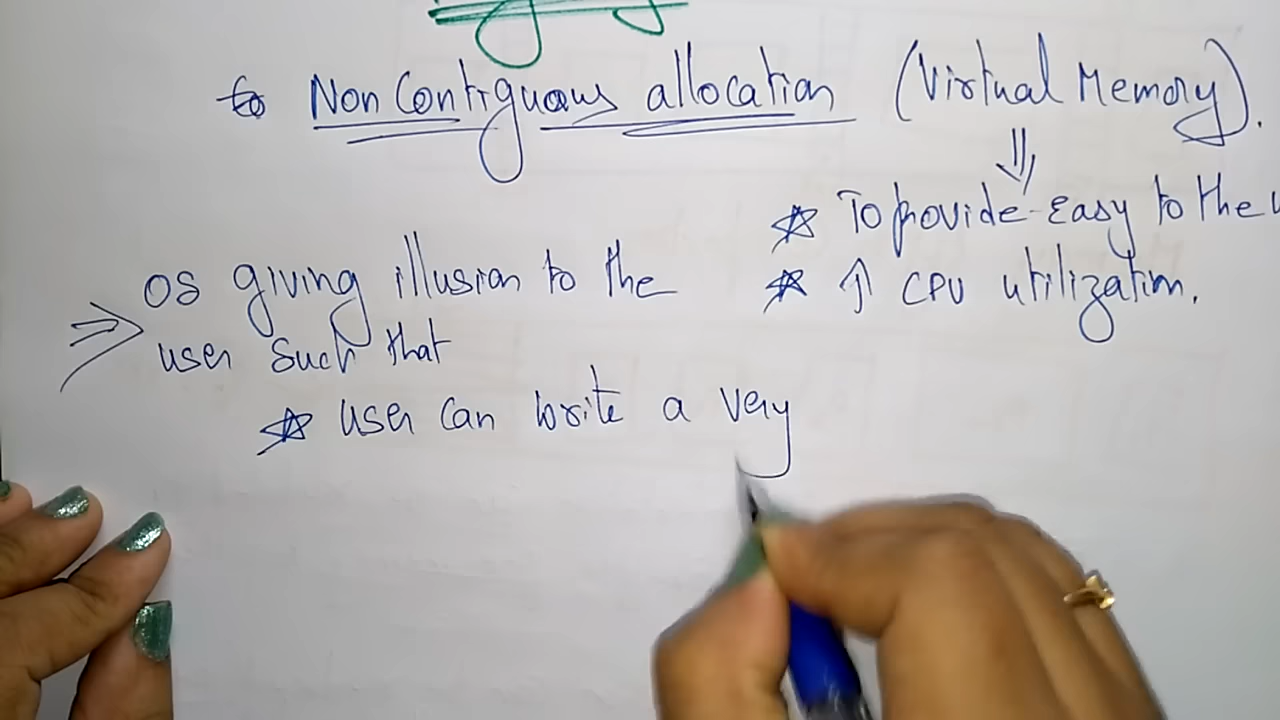 Non Contiguous allocation (Virtual Memory).
⇓
* To provide easy to the
* ↑ CPU utilization.
⇒ OS giving illusion to the
user such that
* user can write a very